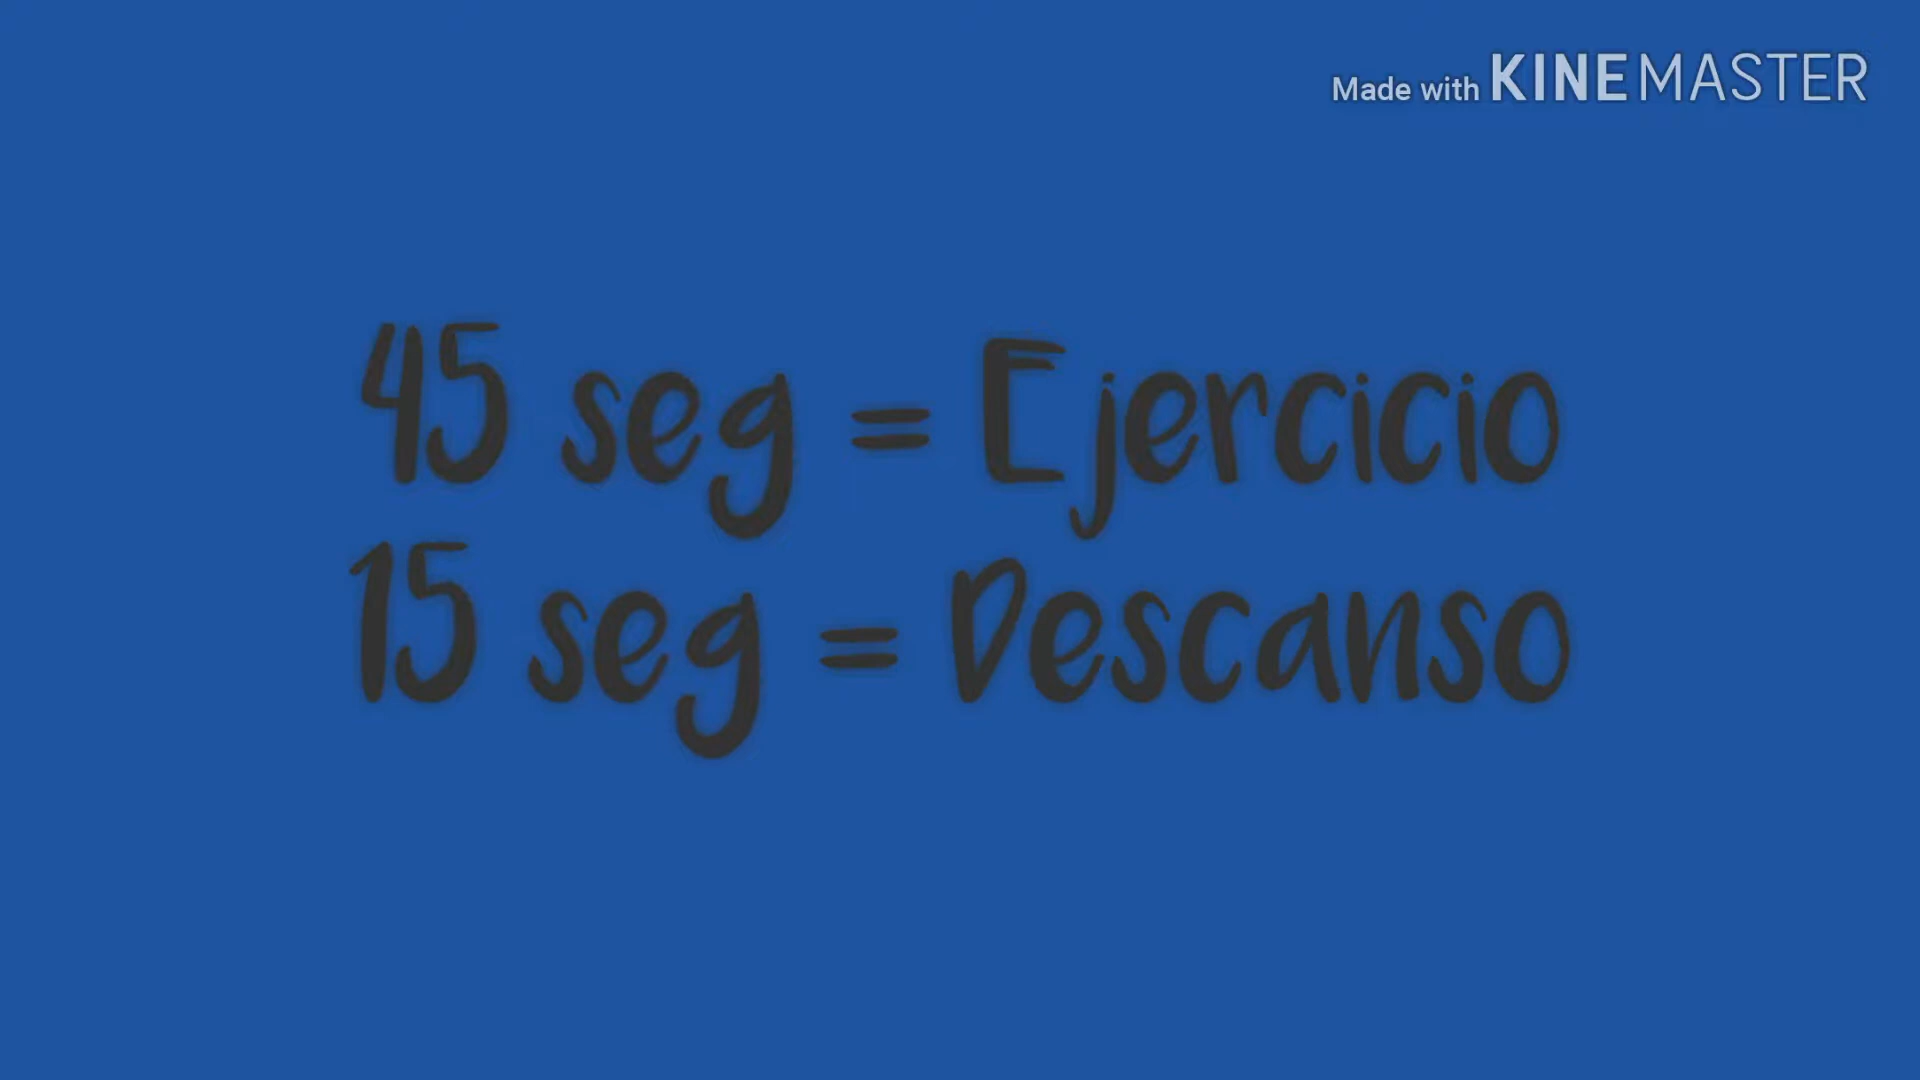 Made with KINEMASTER
45 seg = Ejercicio
15 seg = Descanso